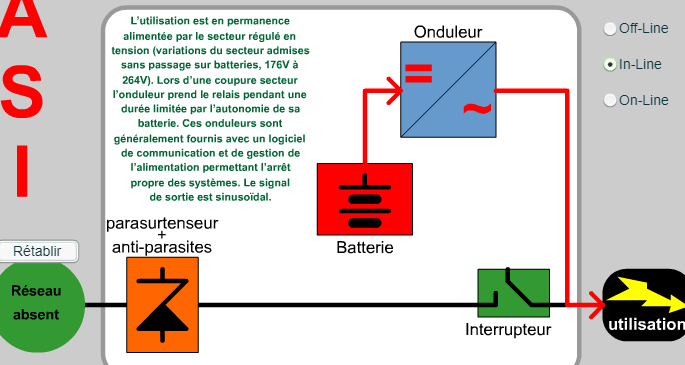 A
S
I
L'utilisation est en permanence
alimentée par le secteur régulé en
tension (variations du secteur admises
sans passage sur batteries, 176V à
264V). Lors d'une coupure secteur
l'onduleur prend le relais pendant une
durée limitée par l'autonomie de sa
batterie. Ces onduleurs sont
généralement fournis avec un logiciel
de communication et de gestion de
l'alimentation permettant l'arrêt
propre des systèmes. Le signal
de sortie est sinusoïdal.
Onduleur
=
~
Off-Line
In-Line
On-Line
Batterie
parasurtenseur
+
anti-parasites
Rétablir
Réseau
absent
Interrupteur
utilisation